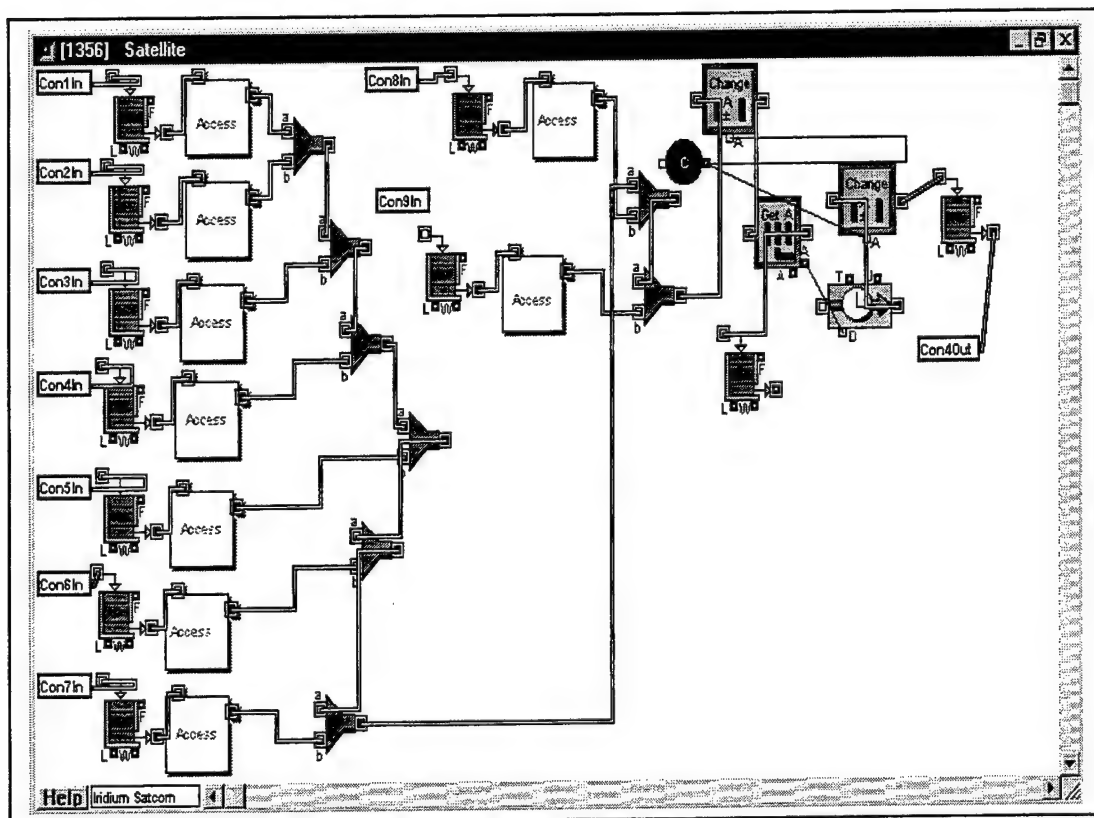 [1356] Satellite
Con1In
F
L W
Access
a
b
Con2In
F
L W
Access
Con3In
F
L W
Access
a
b
Con4In
F
L W
Access
a
b
Con5In
F
L W
Access
a
b
Con6In
F
L W
Access
a
b
Con7In
F
L W
Access
a
b
Con8In
F
L W
Access
a
b
Con9In
F
L W
Access
a
b
Change
A
A
C
Change
A
Get A
A
A
T U
D
F
L W
F
L W
Con4Out
Help Iridium Satcom